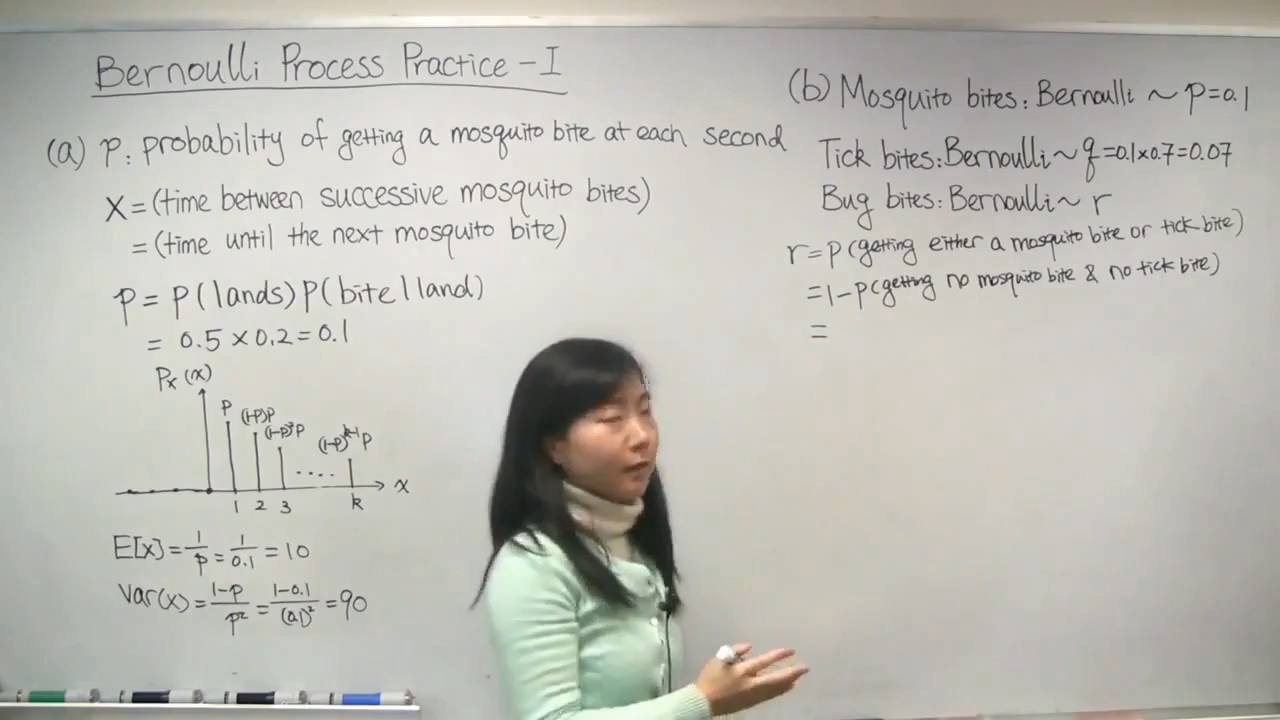 Bernoulli Process Practice - I
(a) p: probability of getting a mosquito bite at each second
X = (time between successive mosquito bites)
= (time until the next mosquito bite)
p = P(lands)P(bite|land)
= 0.5 × 0.2 = 0.1
Px(x)
p
(1-p)p
(1-p)²p
....
(1-p)^k-1 p
x
1 2 3 k
E[x] = 1/p = 1/0.1 = 10
Var(x) = 1-p/p² = 1-0.1/(0.1)² = 90
(b) Mosquito bites: Bernoulli ~ p=0.1
Tick bites: Bernoulli ~ q=0.1×0.7=0.07
Bug bites: Bernoulli ~ r
r = P(getting either a mosquito bite or tick bite)
= 1-P(getting no mosquito bite & no tick bite)
=